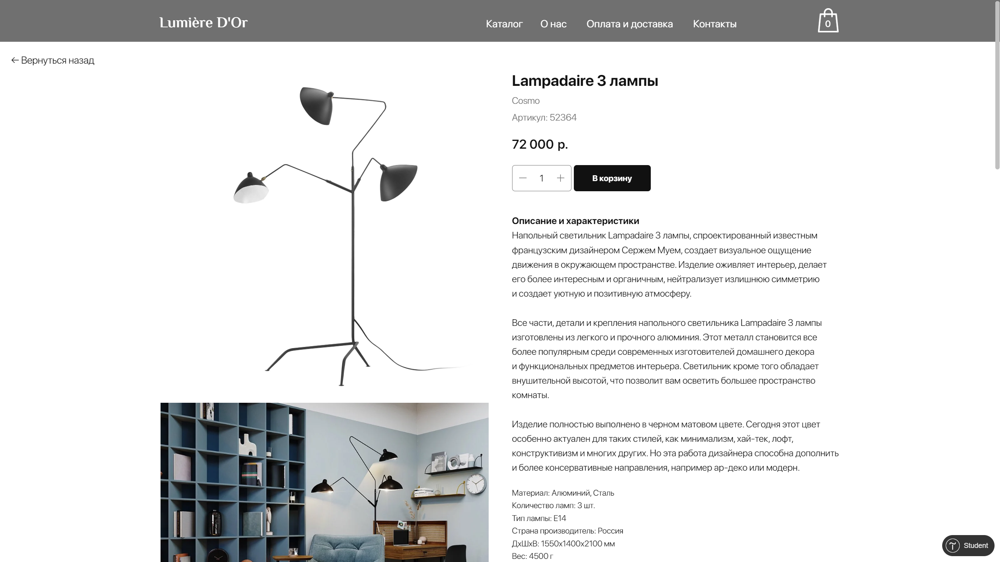 Lumière D'Or
Каталог
О нас
Оплата и доставка
Контакты
0
← Вернуться назад
Lampadaire 3 лампы
Cosmo
Артикул: 52364
72 000 р.
— 1 +
В корзину
Описание и характеристики
Напольный светильник Lampadaire 3 лампы, спроектированный известным
французским дизайнером Сержем Муем, создает визуальное ощущение
движения в окружающем пространстве. Изделие оживляет интерьер, делает
его более интересным и органичным, нейтрализует излишнюю симметрию
и создает уютную и позитивную атмосферу.
Все части, детали и крепления напольного светильника Lampadaire 3 лампы
изготовлены из легкого и прочного алюминия. Этот металл становится все
более популярным среди современных изготовителей домашнего декора
и функциональных предметов интерьера. Светильник кроме того обладает
внушительной высотой, что позволит вам осветить большее пространство
комнаты.
Изделие полностью выполнено в черном матовом цвете. Сегодня этот цвет
особенно актуален для таких стилей, как минимализм, хай-тек, лофт,
конструктивизм и многих других. Но эта работа дизайнера способна дополнить
и более консервативные направления, например ар-деко или модерн.
Материал: Алюминий, Сталь
Количество ламп: 3 шт.
Тип лампы: E14
Страна производитель: Россия
ДxШxВ: 1550x1400x2100 мм
Вес: 4500 г
Student